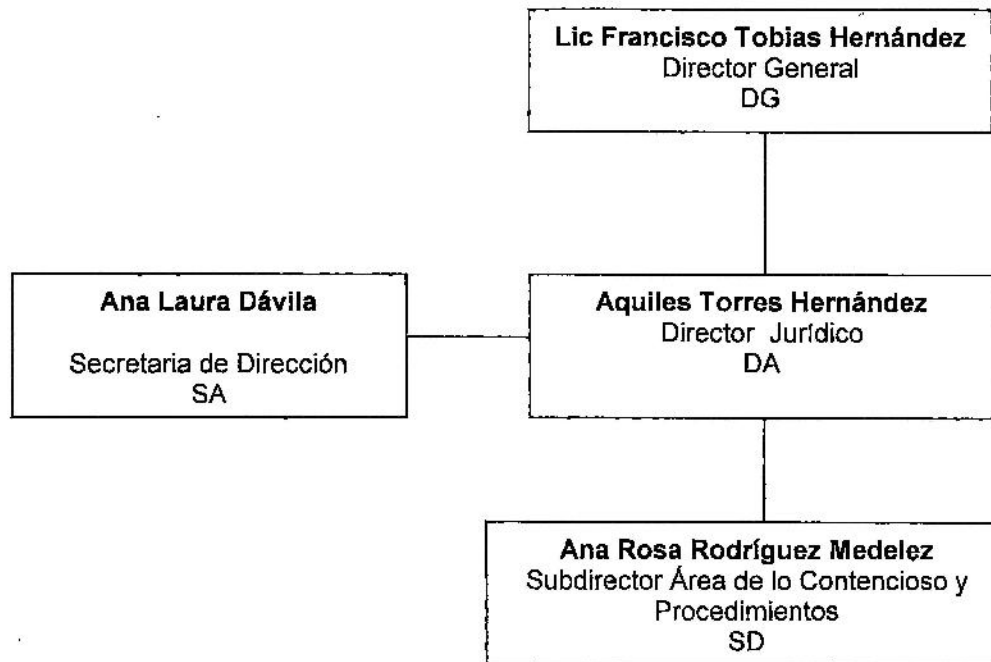 Lic Francisco Tobias Hernández
Director General
DG
Ana Laura Dávila
Secretaria de Dirección
SA
Aquiles Torres Hernández
Director Jurídico
DA
Ana Rosa Rodríguez Medelez
Subdirector Área de lo Contencioso y
Procedimientos
SD